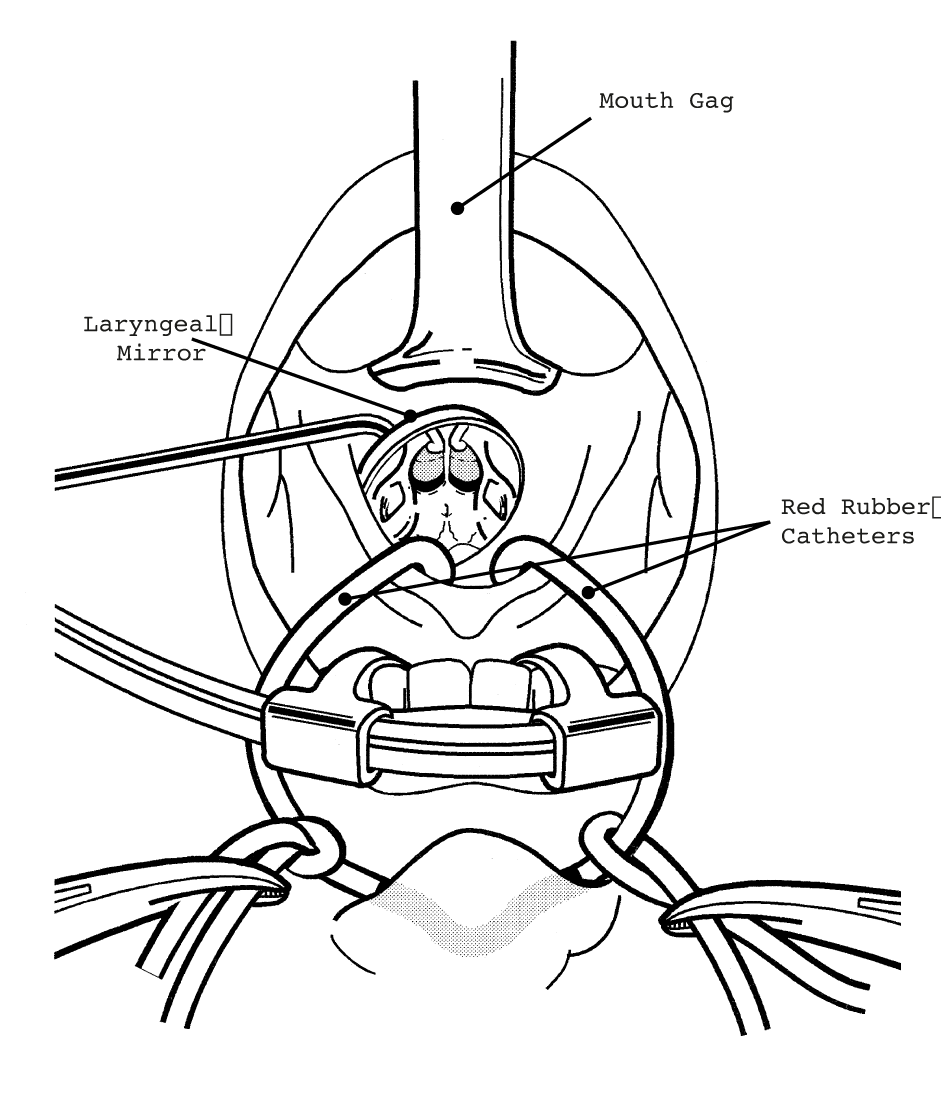 Mouth Gag
Laryngeal
Mirror
Red Rubber
Catheters